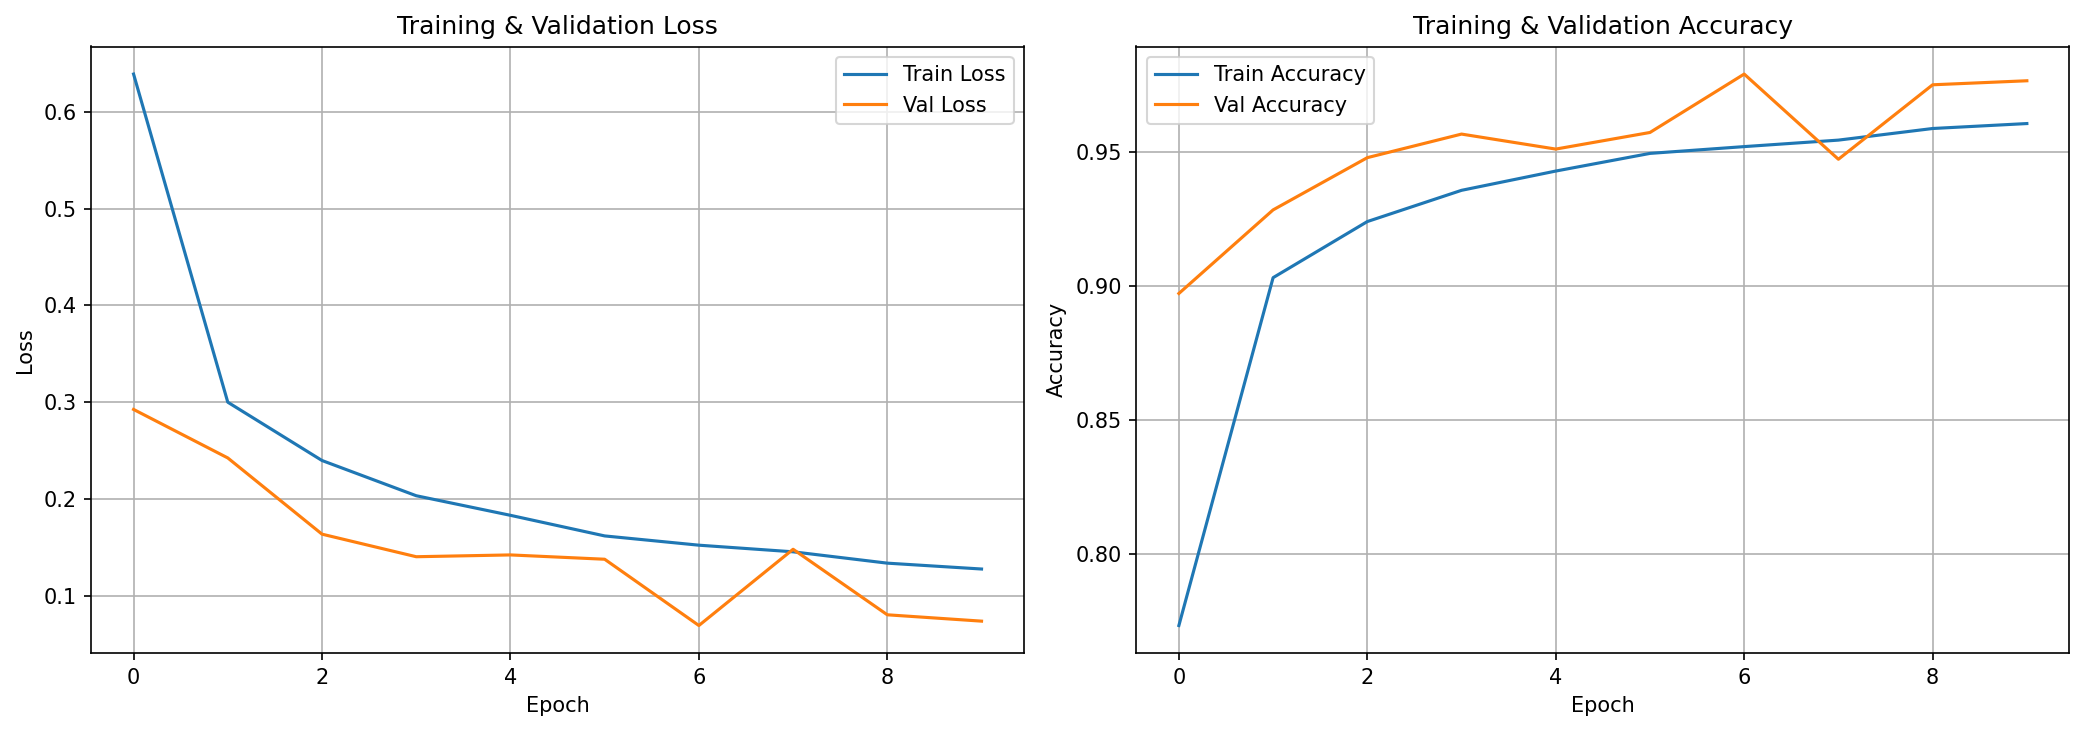 Training & Validation Loss
Train Loss
Val Loss
0.6
0.5
0.4
0.3
0.2
0.1
Loss
0 2 4 6 8
Epoch
Training & Validation Accuracy
Train Accuracy
Val Accuracy
0.95
0.90
0.85
0.80
Accuracy
0 2 4 6 8
Epoch